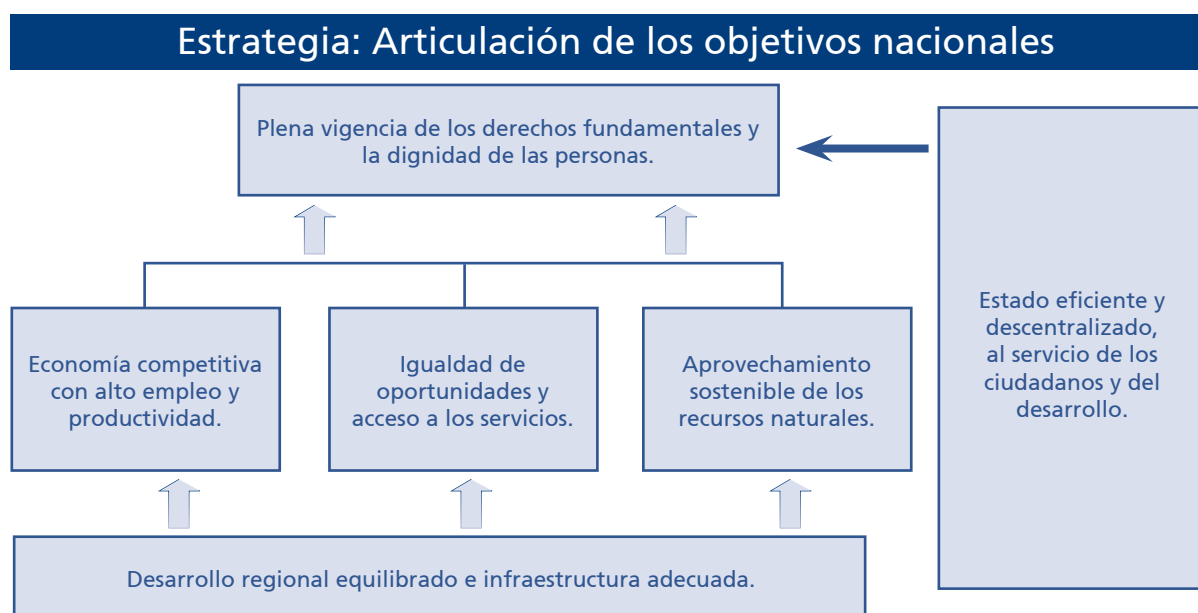 Estrategia: Articulación de los objetivos nacionales
Plena vigencia de los derechos fundamentales y
la dignidad de las personas.
Economía competitiva
con alto empleo y
productividad.
Igualdad de
oportunidades y
acceso a los servicios.
Aprovechamiento
sostenible de los
recursos naturales.
Estado eficiente y
descentralizado,
al servicio de los
ciudadanos y del
desarrollo.
Desarrollo regional equilibrado e infraestructura adecuada.